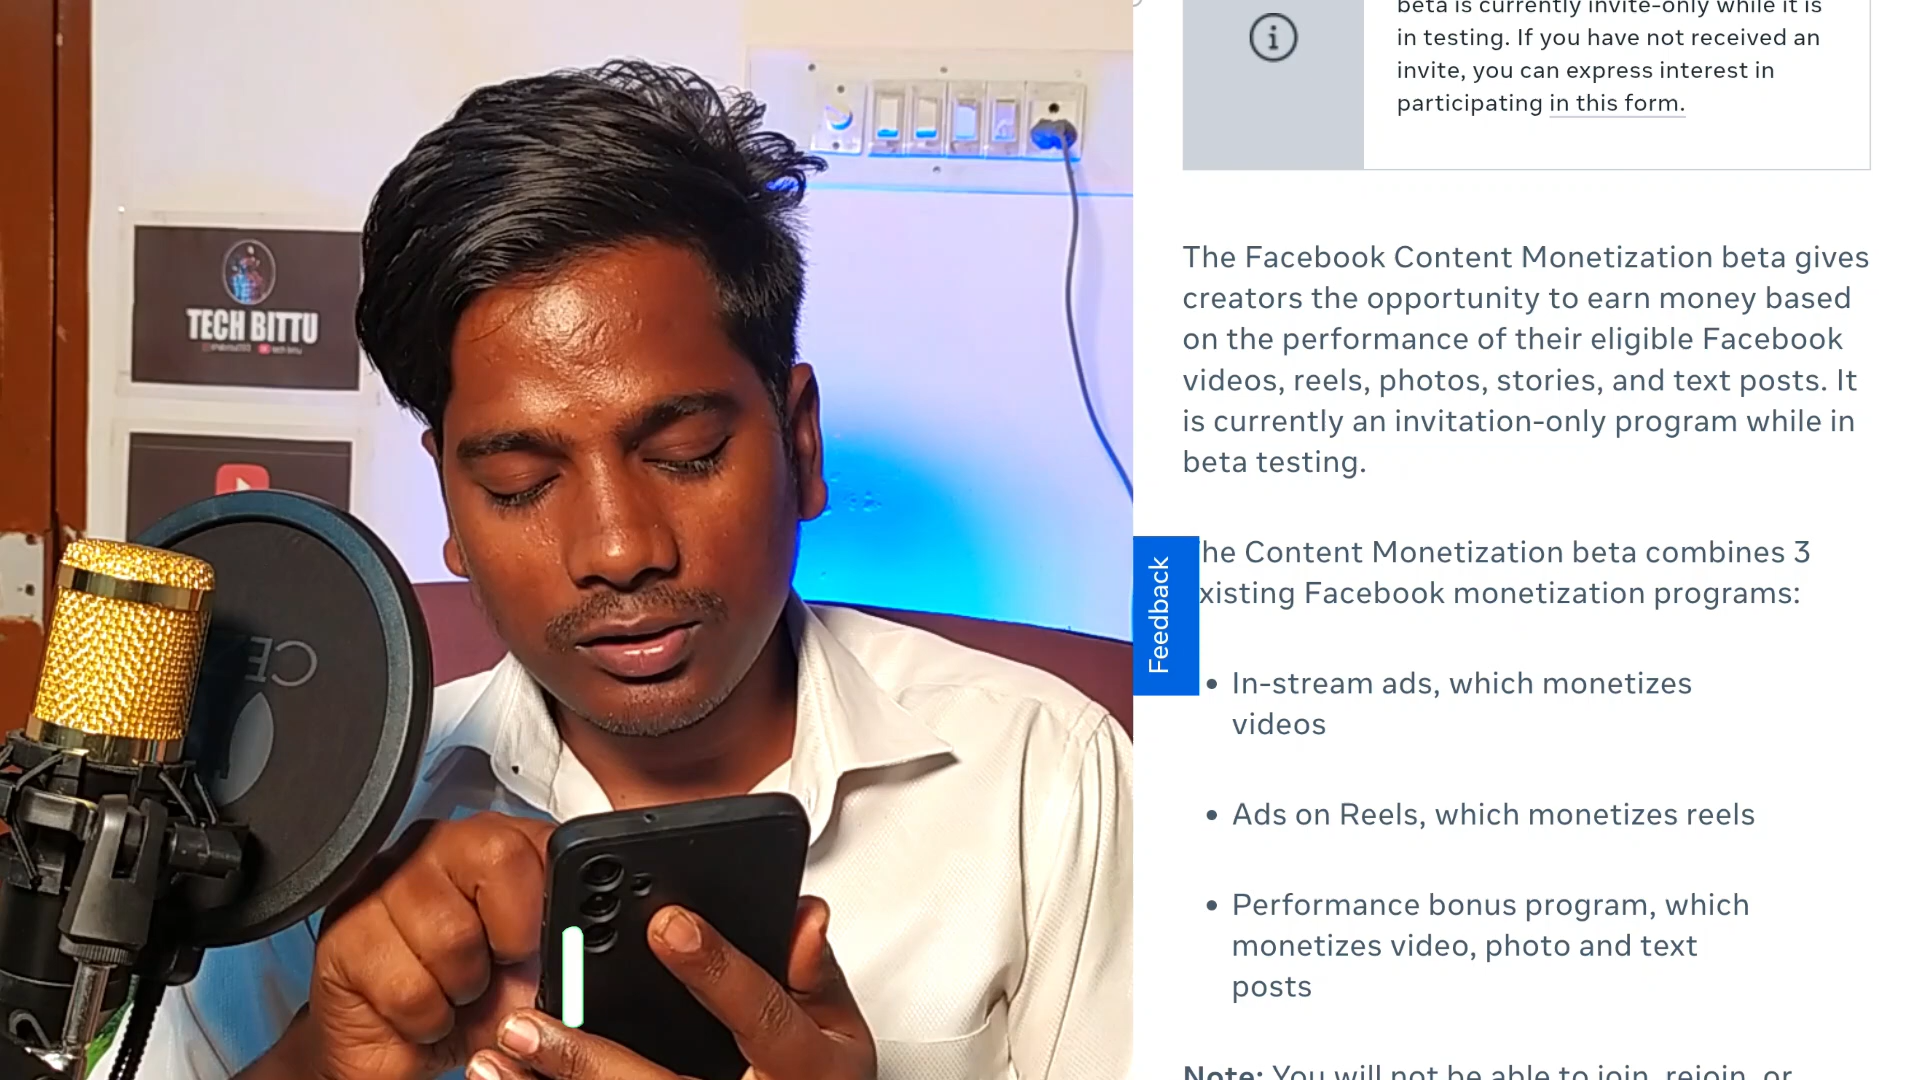 TECH BITTU
beta is currently invite-only while it is
in testing. If you have not received an
invite, you can express interest in
participating in this form.
The Facebook Content Monetization beta gives
creators the opportunity to earn money based
on the performance of their eligible Facebook
videos, reels, photos, stories, and text posts. It
is currently an invitation-only program while in
beta testing.
Feedback
he Content Monetization beta combines 3
xisting Facebook monetization programs:
• In-stream ads, which monetizes
videos
• Ads on Reels, which monetizes reels
• Performance bonus program, which
monetizes video, photo and text
posts
Note: You will not be able to join, rejoin, or